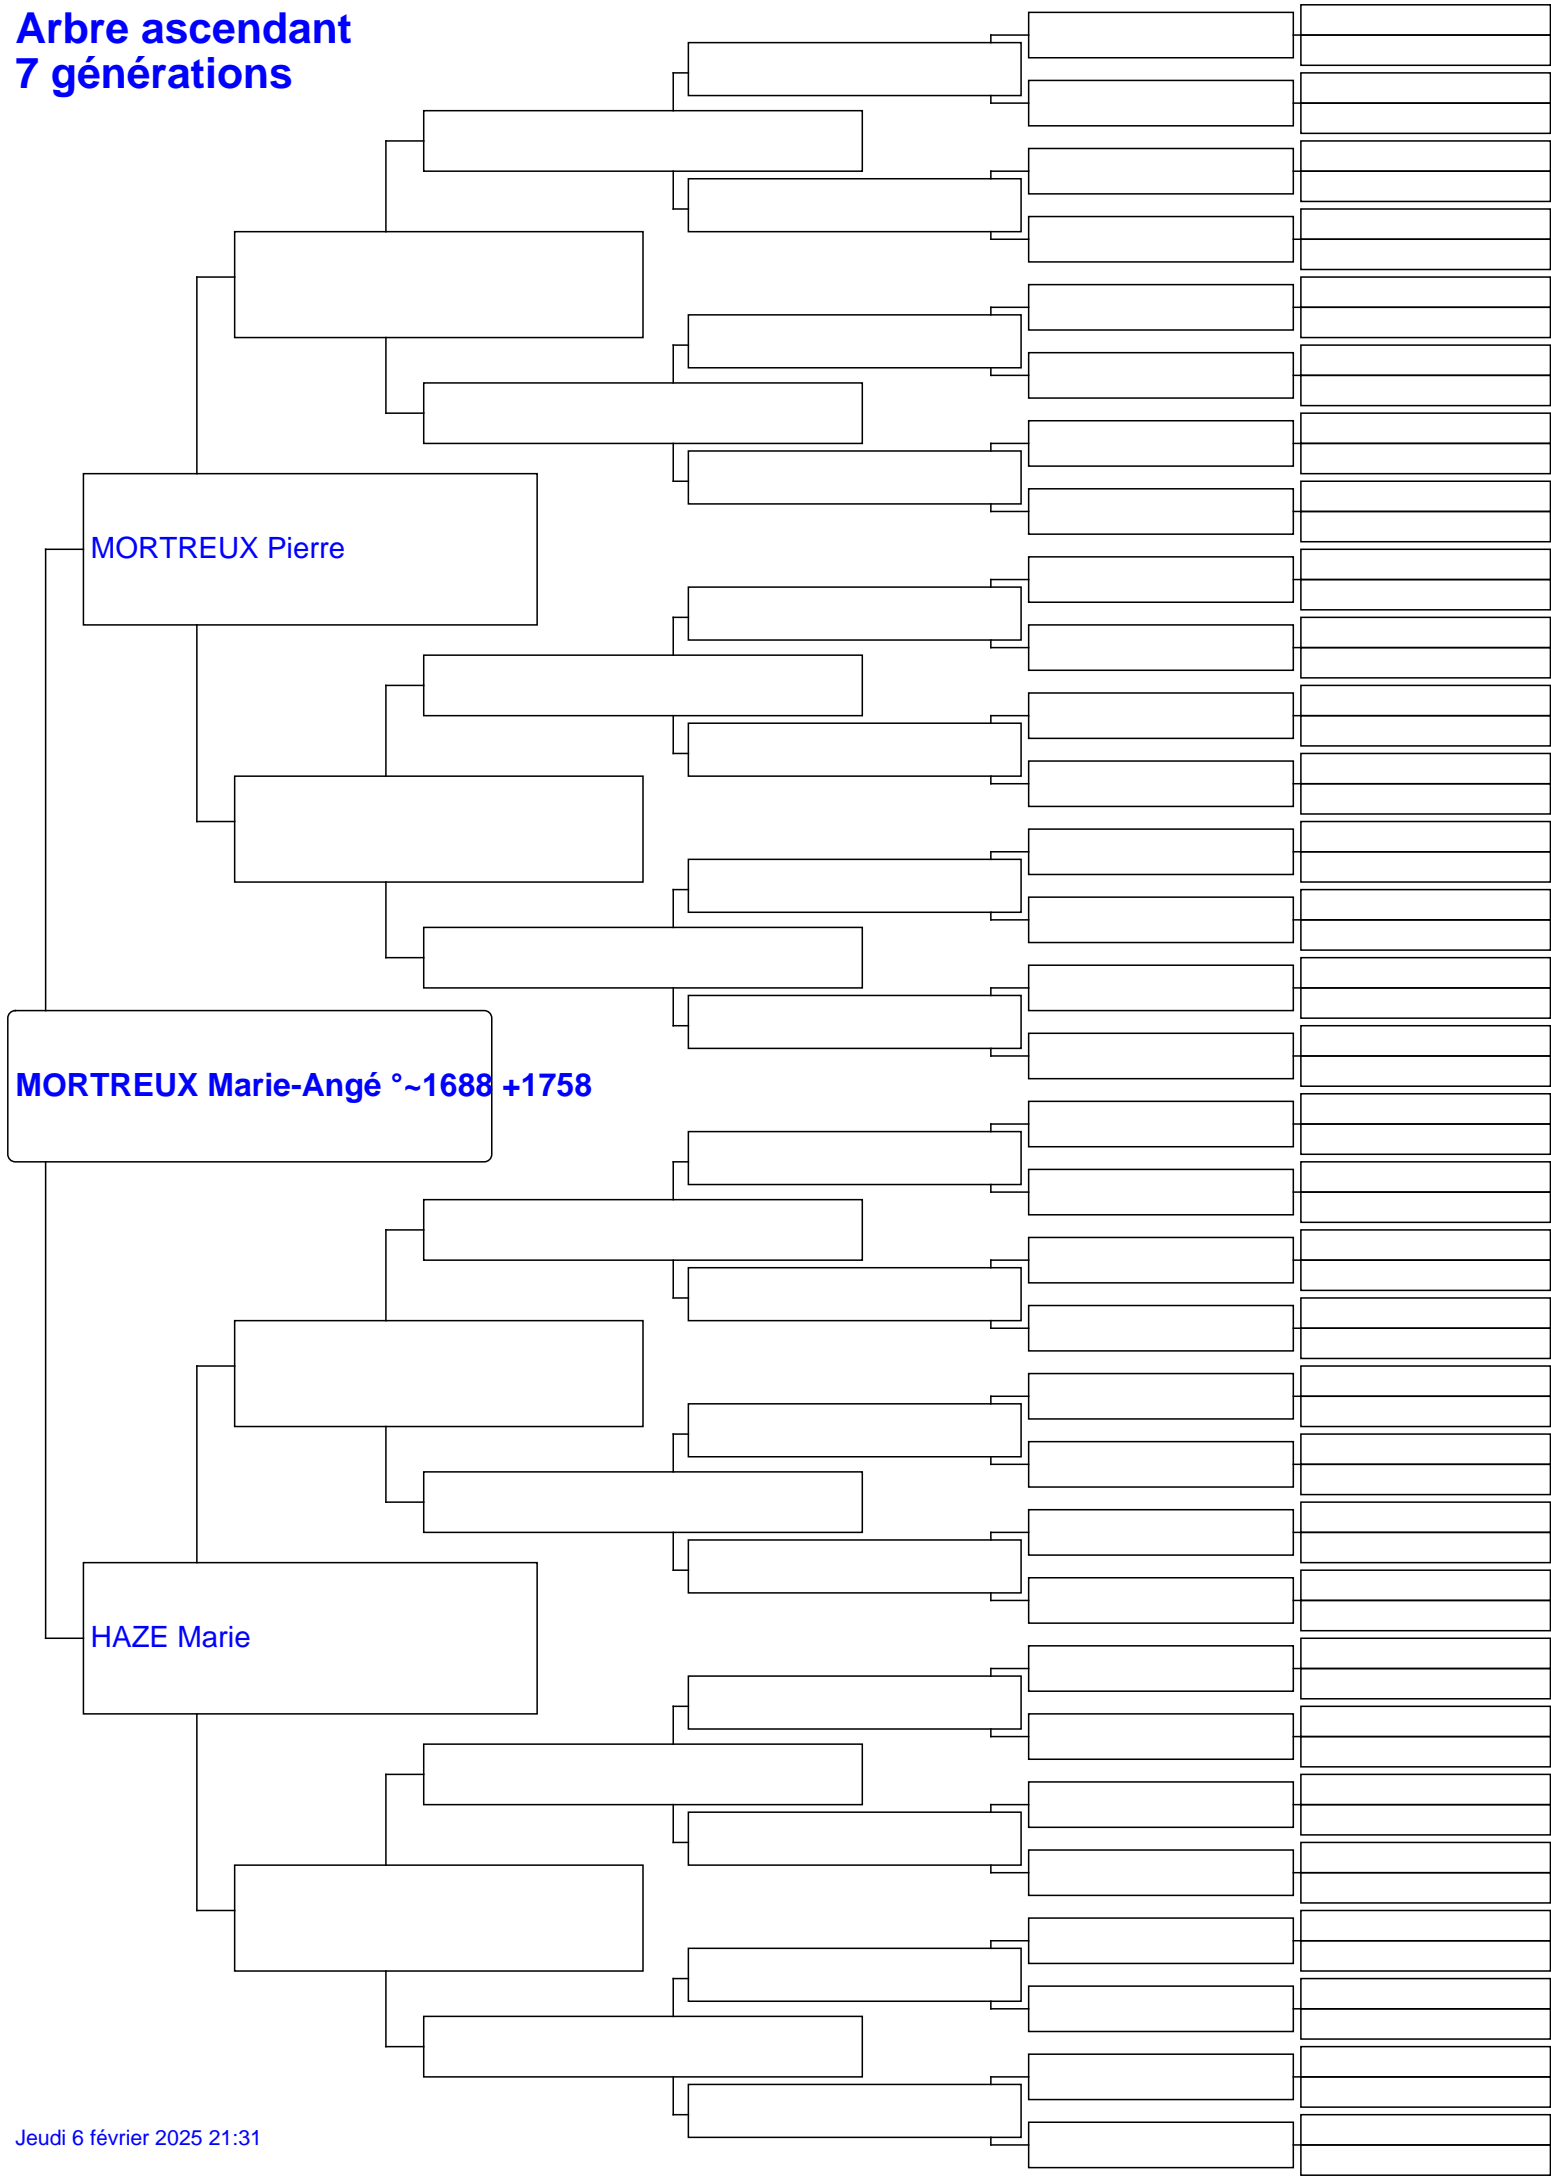 Arbre ascendant
7 générations
MORTREUX Pierre
MORTREUX Marie-Angé °~1688 +1758
HAZE Marie
Jeudi 6 février 2025 21:31